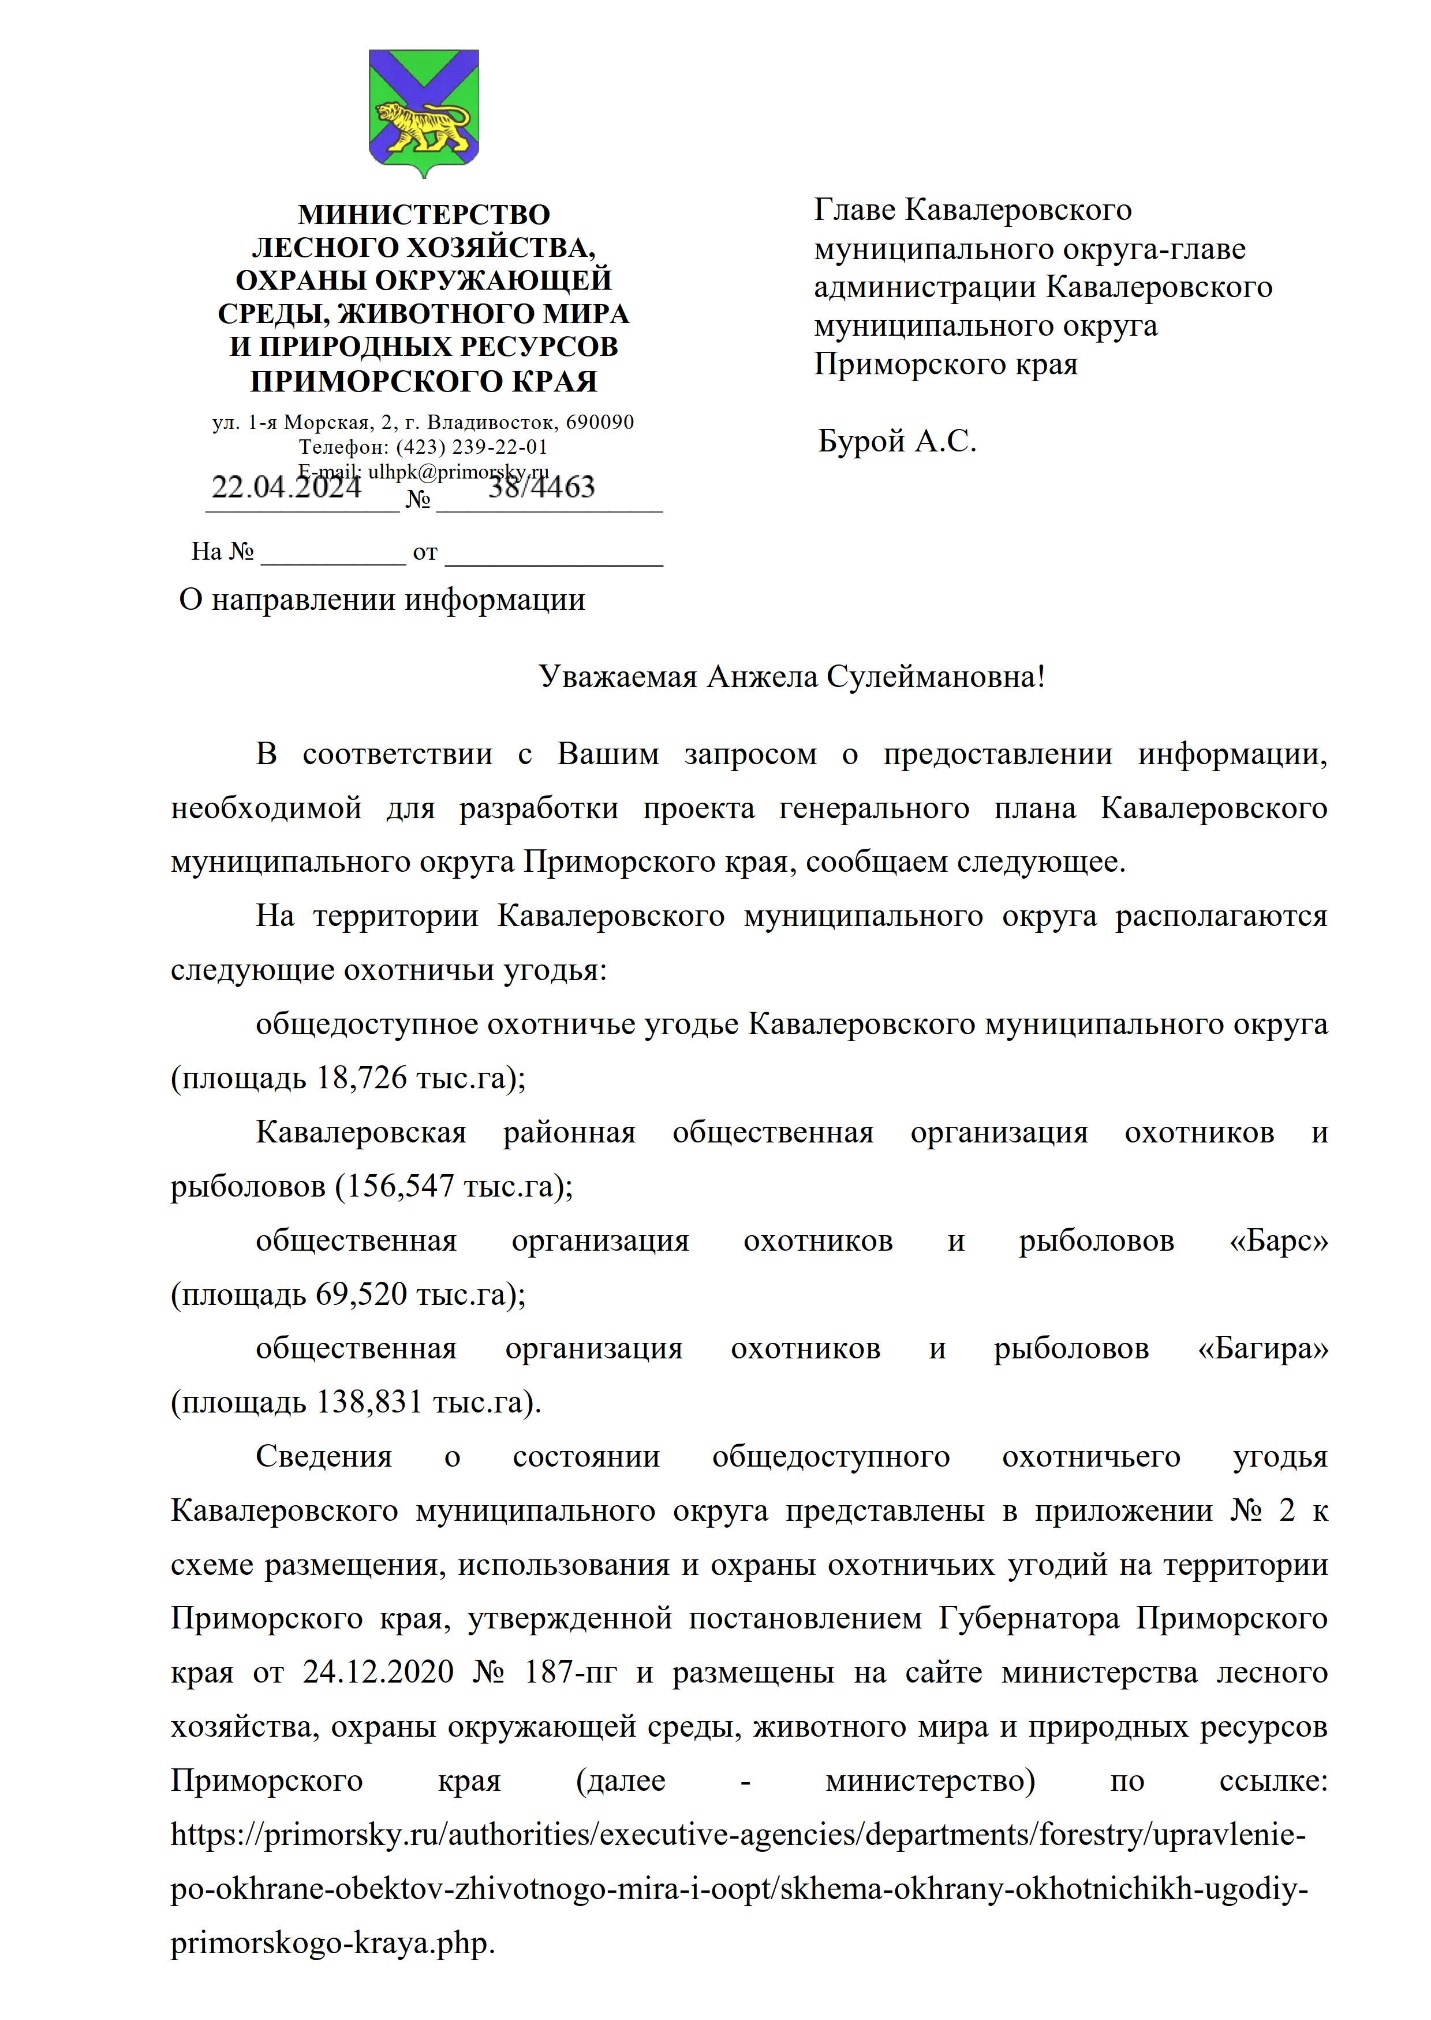 МИНИСТЕРСТВО
ЛЕСНОГО ХОЗЯЙСТВА,
ОХРАНЫ ОКРУЖАЮЩЕЙ
СРЕДЫ, ЖИВОТНОГО МИРА
И ПРИРОДНЫХ РЕСУРСОВ
ПРИМОРСКОГО КРАЯ
ул. 1-я Морская, 2, г. Владивосток, 690090
Телефон: (423) 239-22-01
E-mail: ulhpk@primorsky.ru
22.04.2024 № 38/4463
На № ___________ от ________________
О направлении информации
Главе Кавалеровского
муниципального округа-главе
администрации Кавалеровского
муниципального округа
Приморского края
Бурой А.С.
Уважаемая Анжела Сулеймановна!
В соответствии с Вашим запросом о предоставлении информации,
необходимой для разработки проекта генерального плана Кавалеровского
муниципального округа Приморского края, сообщаем следующее.
На территории Кавалеровского муниципального округа располагаются
следующие охотничьи угодья:
общедоступное охотничье угодье Кавалеровского муниципального округа
(площадь 18,726 тыс.га);
Кавалеровская районная общественная организация охотников и
рыболовов (156,547 тыс.га);
общественная организация охотников и рыболовов «Барс»
(площадь 69,520 тыс.га);
общественная организация охотников и рыболовов «Багира»
(площадь 138,831 тыс.га).
Сведения о состоянии общедоступного охотничьего угодья
Кавалеровского муниципального округа представлены в приложении № 2 к
схеме размещения, использования и охраны охотничьих угодий на территории
Приморского края, утвержденной постановлением Губернатора Приморского
края от 24.12.2020 № 187-пг и размещены на сайте министерства лесного
хозяйства, охраны окружающей среды, животного мира и природных ресурсов
Приморского края (далее - министерство) по ссылке:
https://primorsky.ru/authorities/executive-agencies/departments/forestry/upravlenie-
po-okhrane-obektov-zhivotnogo-mira-i-oopt/skhema-okhrany-okhotnichikh-ugodiy-
primorskogo-kraya.php.